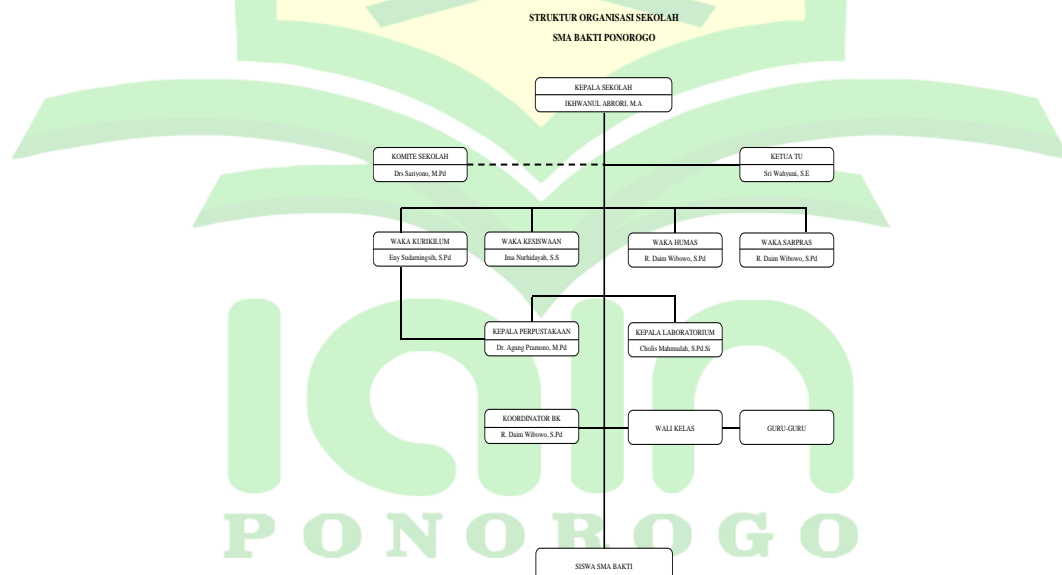 STRUKTUR ORGANISASI SEKOLAH
SMA BAKTI PONOROGO
KEPALA SEKOLAH
IKHWANUL ABRORI, M.A
KOMITE SEKOLAH
Drs Sariyono, M.Pd
KETUA TU
Sri Wahyuni, S.E
WAKA KURIKILUM
Eny Sudarningsih, S.Pd
WAKA KESISWAAN
Ima Nurhidayah, S.S
WAKA HUMAS
R. Daim Wibowo, S.Pd
WAKA SARPRAS
R. Daim Wibowo, S.Pd
KEPALA PERPUSTAKAAN
Dr. Agung Pramono, M.Pd
KEPALA LABORATORIUM
Cholis Mahmudah, S.Pd.Si
KOORDINATOR BK
R. Daim Wibowo, S.Pd
WALI KELAS
GURU-GURU
SISWA SMA BAKTI
iain
PONOROGO